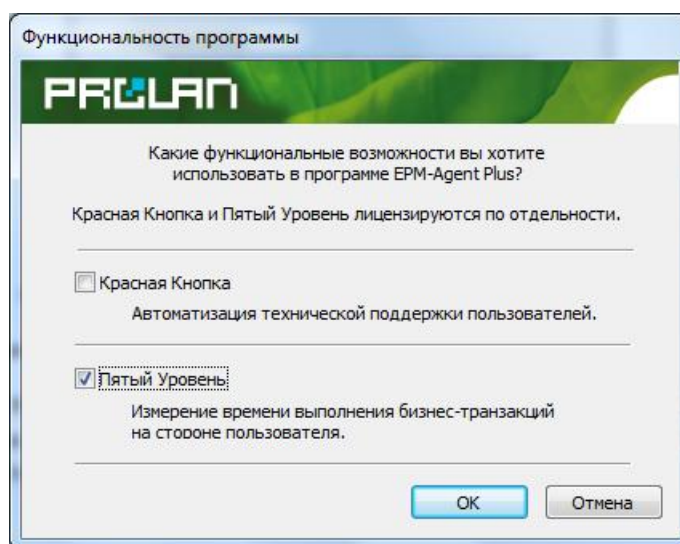 Функциональность программы
PROLAN
Какие функциональные возможности вы хотите
использовать в программе EPM-Agent Plus?
Красная Кнопка и Пятый Уровень лицензируются по отдельности.
Красная Кнопка
Автоматизация технической поддержки пользователей.
Пятый Уровень
Измерение времени выполнения бизнес-транзакций
на стороне пользователя.
OK
Отмена